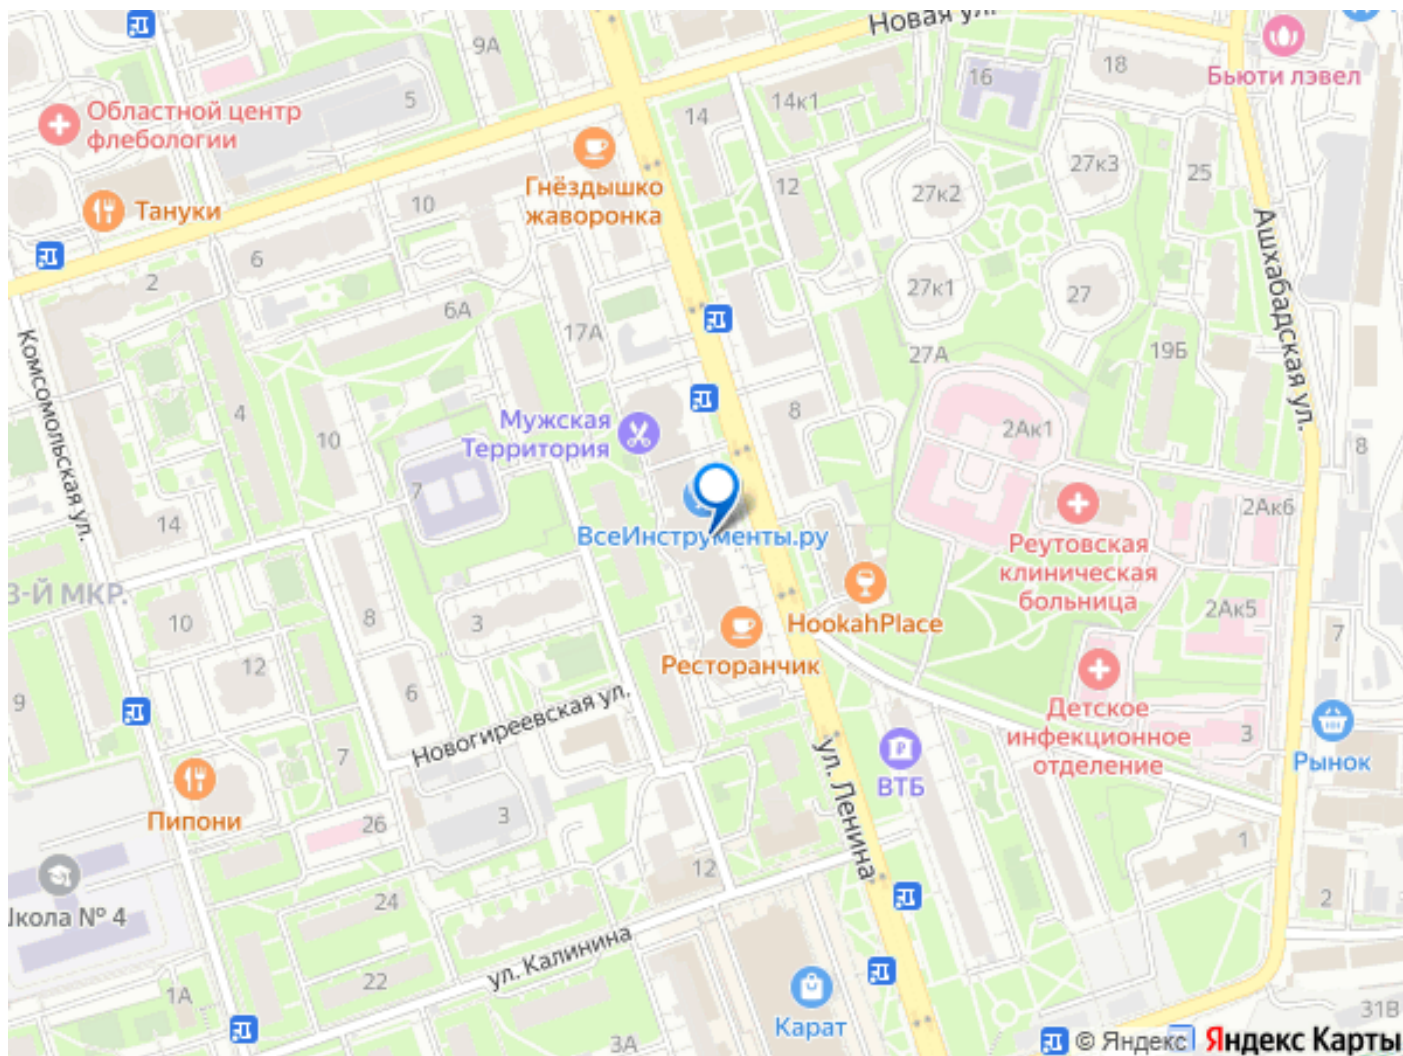 Новая ул.
9А
16
18
Бьюти лэвел
5
14к1
14
Областной центр
флебологии
27к3
25
12
27к2
Гнёздышко
жаворонка
10
Тануки
Ашхабадская ул.
6
2
27к1
27
6А
17А
19Б
27А
Комсомольская ул.
4
10
8
Мужская
Территория
2Ак1
8
7
14
2Ак6
ВсеИнструменты.ру
Реутовская
клиническая
больница
3-Й МКР.
8
3
10
HookahPlace
2Ак5
7
12
Ресторанчик
6
9
Новогиреевская ул.
Детское
инфекционное
отделение
3
7
ул. Ленина
ВТБ
Рынок
Пипони
26
3
1
12
24
2
Школа № 4
ул. Калинина
22
1А
31В
Карат
3А
© Яндекс Яндекс Карты